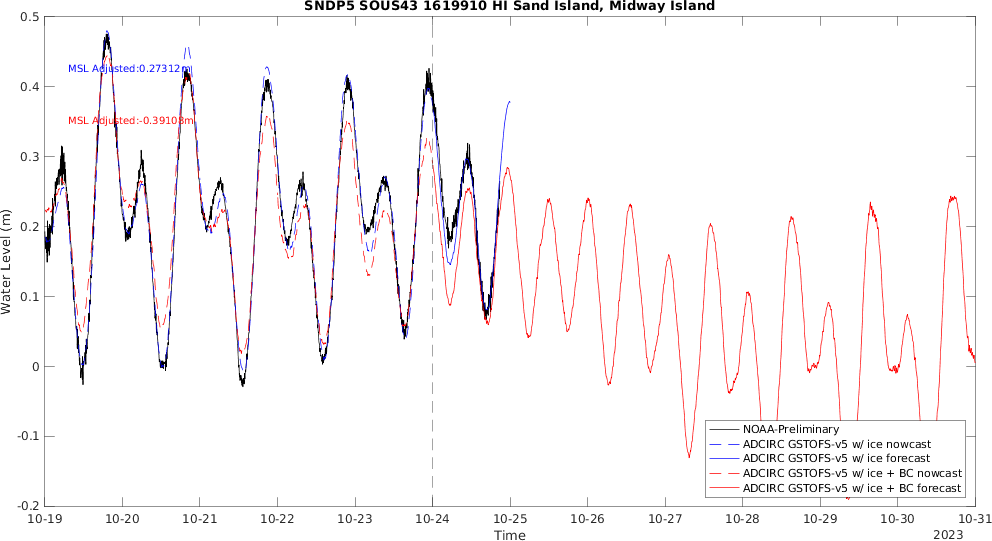 SNDP5 SOUS43 1619910 HI Sand Island, Midway Island
0.5
0.4
0.3
0.2
0.1
0
-0.1
-0.2
Water Level (m)
MSL Adjusted:0.27312m
MSL Adjusted:-0.39108m
NOAA-Preliminary
ADCIRC GSTOFS-v5 w/ ice nowcast
ADCIRC GSTOFS-v5 w/ ice forecast
ADCIRC GSTOFS-v5 w/ ice + BC nowcast
ADCIRC GSTOFS-v5 w/ ice + BC forecast
10-19 10-20 10-21 10-22 10-23 10-24 10-25 10-26 10-27 10-28 10-29 10-30 10-31
Time
2023